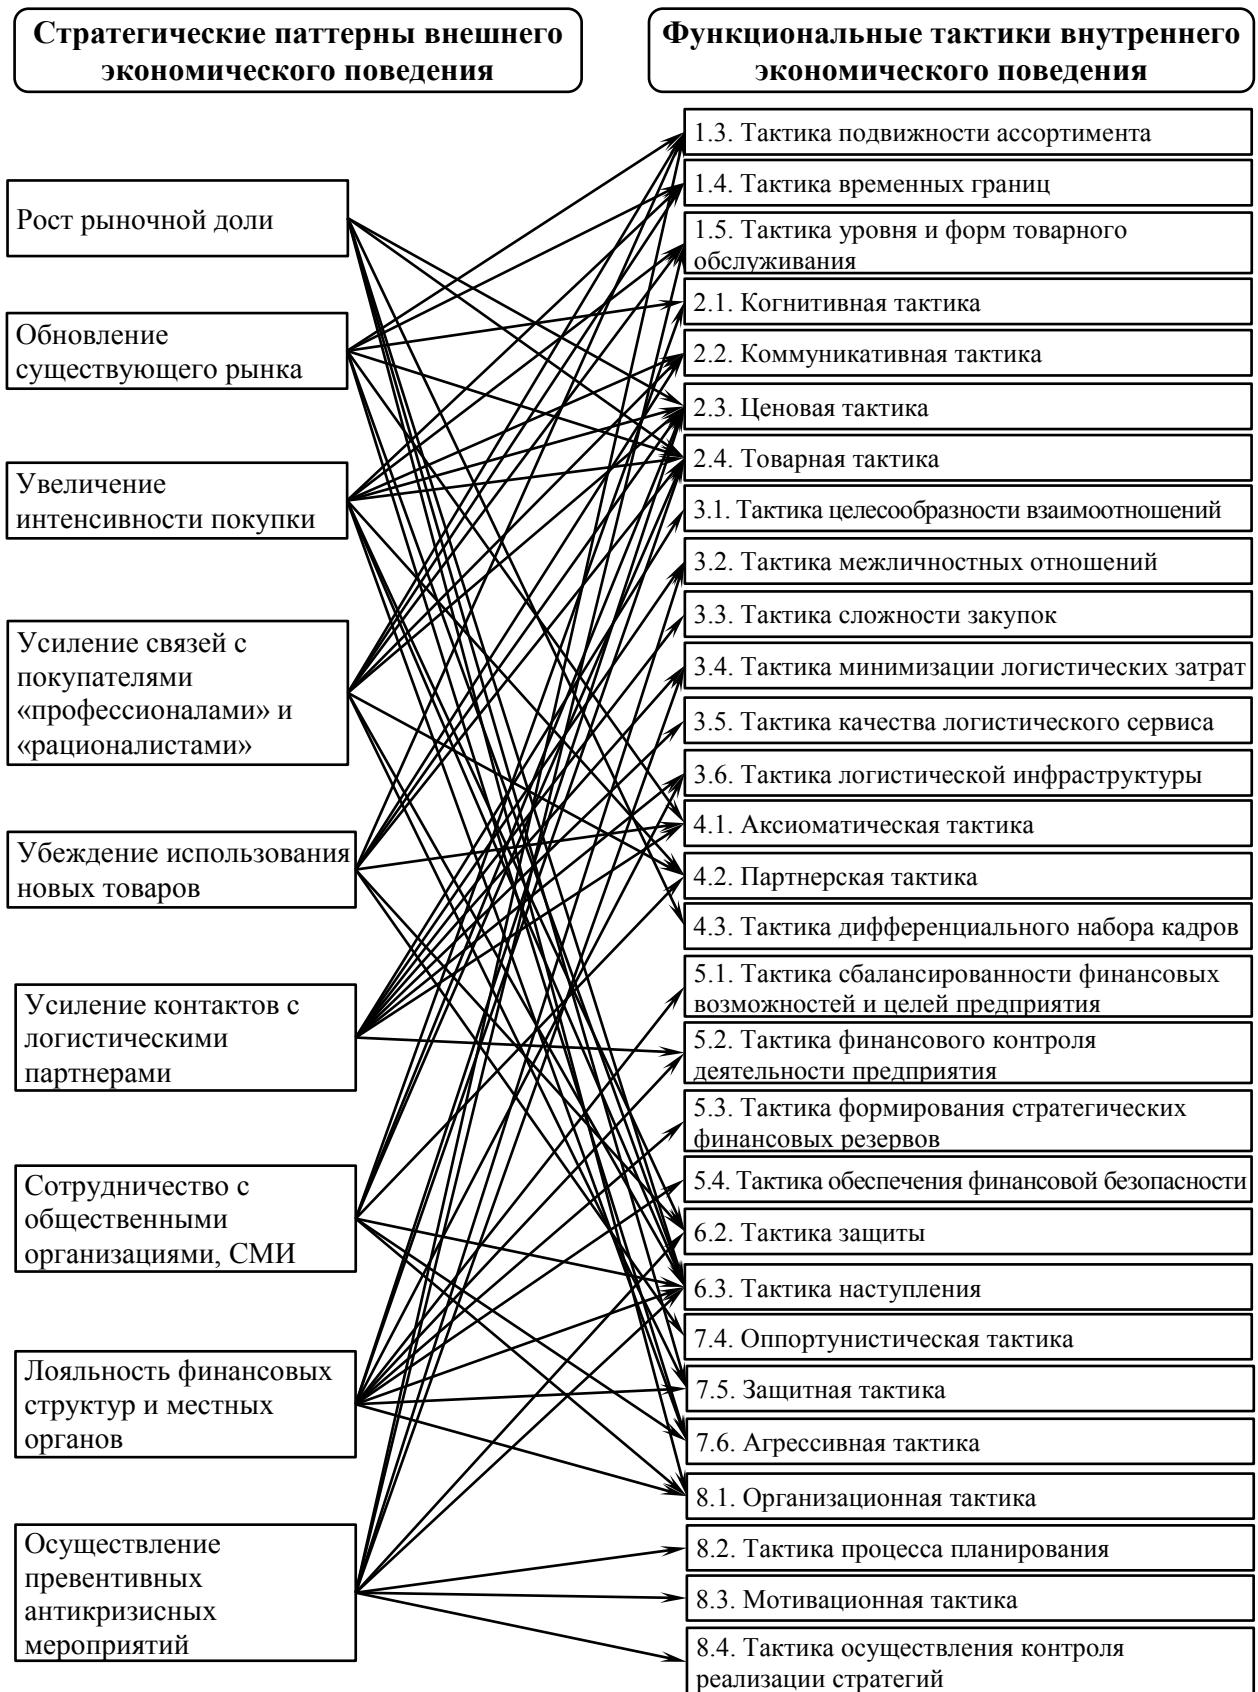 Стратегические паттерны внешнего
экономического поведения
Функциональные тактики внутреннего
экономического поведения
Рост рыночной доли
Обновление
существующего рынка
Увеличение
интенсивности покупки
Усиление связей с
покупателями
«профессионалами» и
«рационалистами»
Убеждение использования
новых товаров
Усиление контактов с
логистическими
партнерами
Сотрудничество с
общественными
организациями, СМИ
Лояльность финансовых
структур и местных
органов
Осуществление
превентивных
антикризисных
мероприятий
1.3. Тактика подвижности ассортимента
1.4. Тактика временных границ
1.5. Тактика уровня и форм товарного
обслуживания
2.1. Когнитивная тактика
2.2. Коммуникативная тактика
2.3. Ценовая тактика
2.4. Товарная тактика
3.1. Тактика целесообразности взаимоотношений
3.2. Тактика межличностных отношений
3.3. Тактика сложности закупок
3.4. Тактика минимизации логистических затрат
3.5. Тактика качества логистического сервиса
3.6. Тактика логистической инфраструктуры
4.1. Аксиоматическая тактика
4.2. Партнерская тактика
4.3. Тактика дифференциального набора кадров
5.1. Тактика сбалансированности финансовых
возможностей и целей предприятия
5.2. Тактика финансового контроля
деятельности предприятия
5.3. Тактика формирования стратегических
финансовых резервов
5.4. Тактика обеспечения финансовой безопасности
6.2. Тактика защиты
6.3. Тактика наступления
7.4. Оппортунистическая тактика
7.5. Защитная тактика
7.6. Агрессивная тактика
8.1. Организационная тактика
8.2. Тактика процесса планирования
8.3. Мотивационная тактика
8.4. Тактика осуществления контроля
реализации стратегий